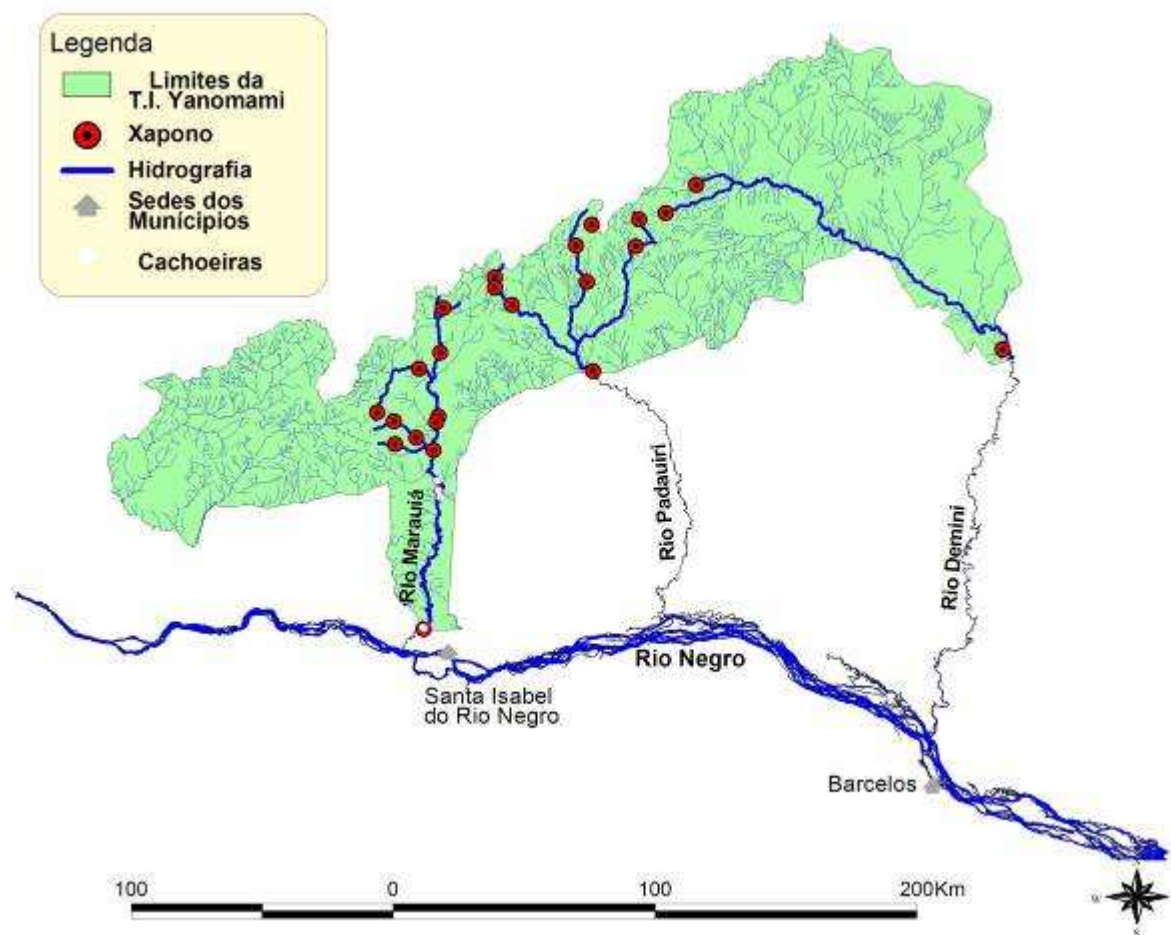 Legenda
Limites da
T.I. Yanomami
Xapono
Hidrografia
Sedes dos
Munícipios
Cachoeiras
Rio Marauiá
Rio Padauiri
Rio Demini
Rio Negro
Santa Isabel
do Rio Negro
Barcelos
100 0 100 200Km